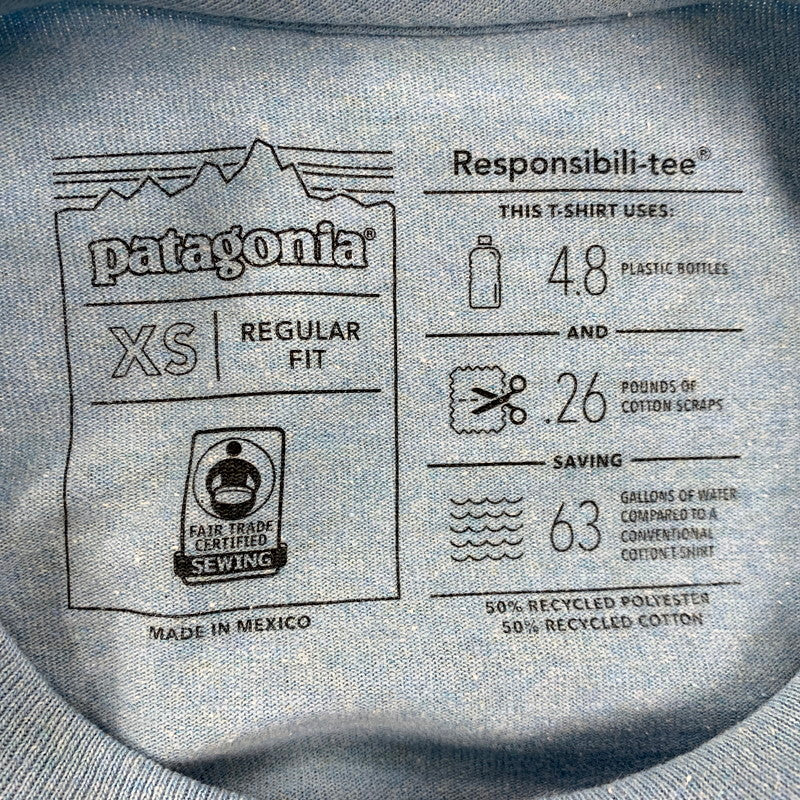 patagonia®
XS
REGULAR
FIT
FAIR TRADE
CERTIFIED
SEWING
MADE IN MEXICO
Responsibili-tee®
THIS T-SHIRT USES:
4.8 PLASTIC BOTTLES
AND
.26 POUNDS OF
COTTON SCRAPS
SAVING
63 GALLONS OF WATER
COMPARED TO A
CONVENTIONAL
COTTON T-SHIRT
50% RECYCLED POLYESTER
50% RECYCLED COTTON